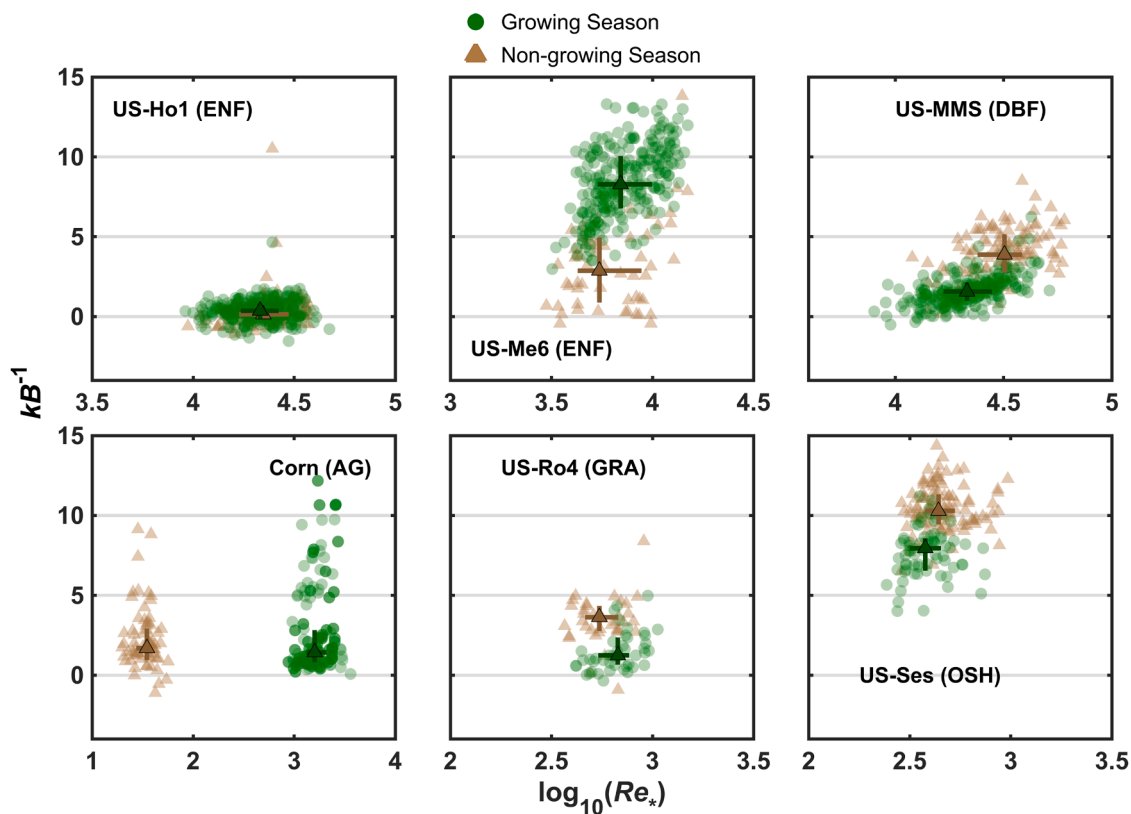 Growing Season
Non-growing Season
15
10
5
0
US-Ho1 (ENF)
3.5 4 4.5 5
US-Me6 (ENF)
3 3.5 4 4.5
US-MMS (DBF)
4 4.5 5
kB⁻¹
15
10
5
0
Corn (AG)
1 2 3 4
US-Ro4 (GRA)
2 2.5 3 3.5
US-Ses (OSH)
2 2.5 3 3.5
log₁₀(Re*)